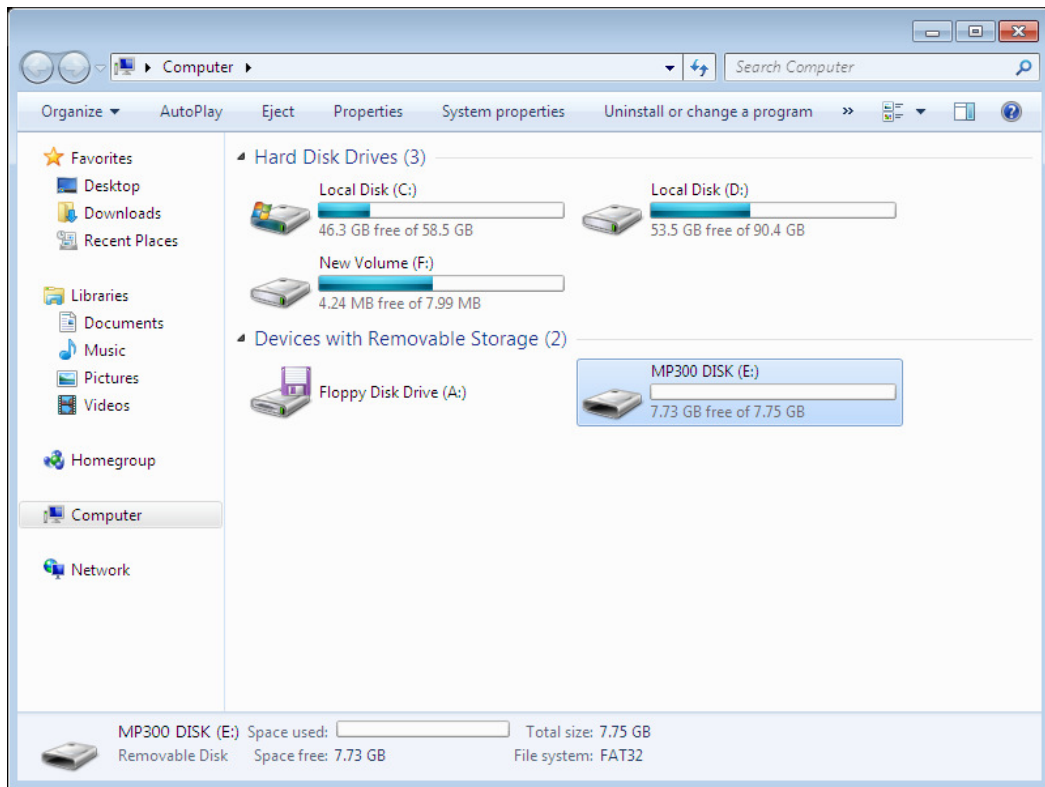 Computer
Search Computer
Organize AutoPlay Eject Properties System properties Uninstall or change a program »
Favorites
Desktop
Downloads
Recent Places
Libraries
Documents
Music
Pictures
Videos
Homegroup
Computer
Network
Hard Disk Drives (3)
Local Disk (C:)
46.3 GB free of 58.5 GB
Local Disk (D:)
53.5 GB free of 90.4 GB
New Volume (F:)
4.24 MB free of 7.99 MB
Devices with Removable Storage (2)
Floppy Disk Drive (A:)
MP300 DISK (E:)
7.73 GB free of 7.75 GB
MP300 DISK (E:) Space used: Total size: 7.75 GB
Removable Disk Space free: 7.73 GB File system: FAT32